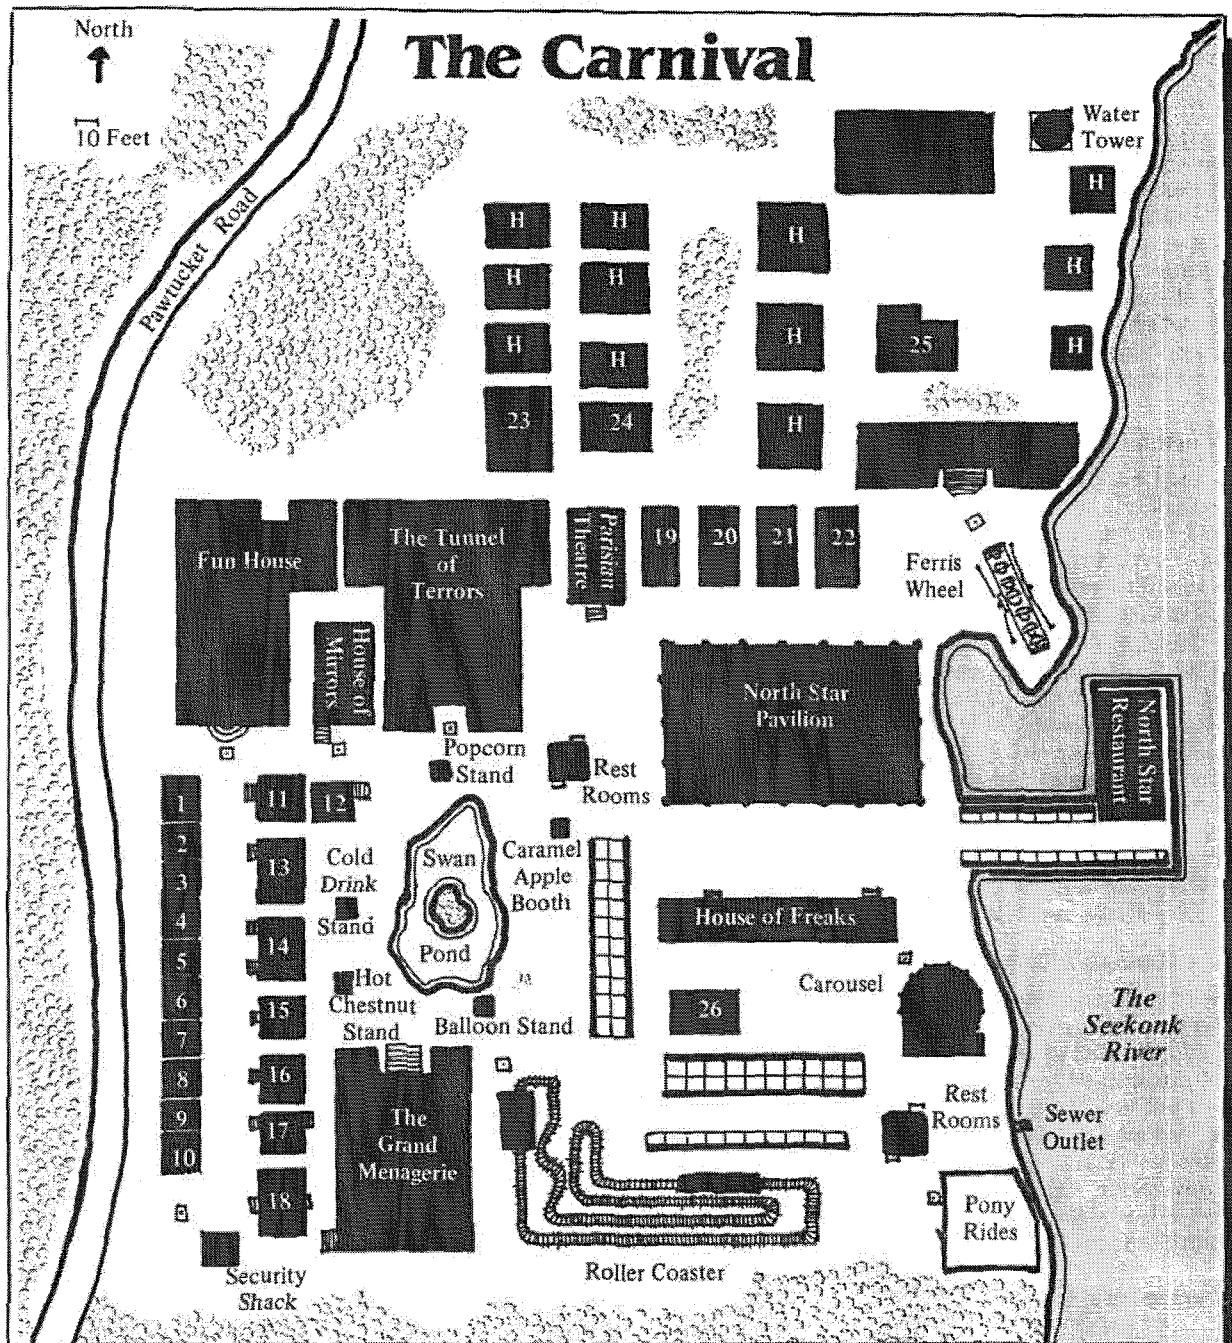 The Carnival
North
10 Feet
Pawtucket Road
Water
Tower
H
H
H
H
H
H
H
H
H
H
H
H
25
23
24
Fun House
The Tunnel
of
Terrors
Parisian
Theatre
19
20
21
22
Ferris
Wheel
House of
Mirrors
North Star
Pavilion
North Star
Restaurant
Popcorn
Stand
Rest
Rooms
1
2
3
4
5
6
7
8
9
10
11
12
13
14
15
16
17
18
Cold
Drink
Stand
Swan
Pond
Caramel
Apple
Booth
House of Freaks
Hot
Chestnut
Stand
Balloon Stand
26
Carousel
The
Seekonk
River
The
Grand
Menagerie
Rest
Rooms
Sewer
Outlet
Pony
Rides
Roller Coaster
Security
Shack